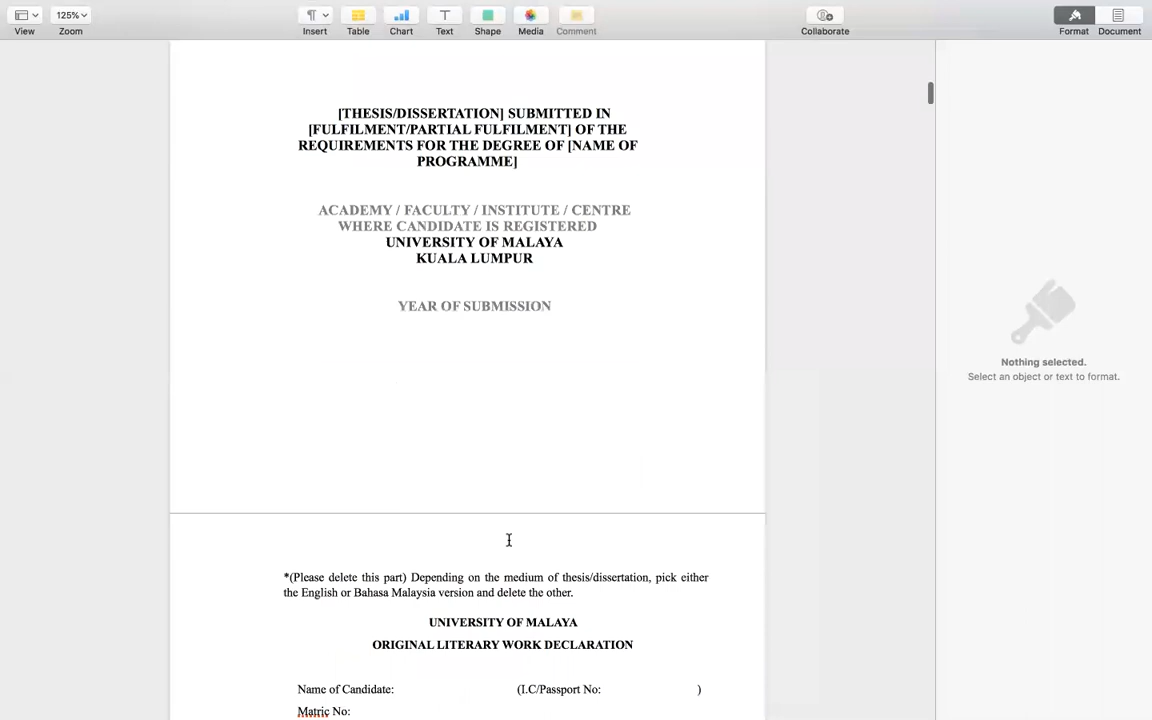 125%
View
Zoom
Insert
Table
Chart
Text
Shape
Media
Comment
Collaborate
Format
Document
[THESIS/DISSERTATION] SUBMITTED IN
[FULFILMENT/PARTIAL FULFILMENT] OF THE
REQUIREMENTS FOR THE DEGREE OF [NAME OF
PROGRAMME]
ACADEMY / FACULTY / INSTITUTE / CENTRE
WHERE CANDIDATE IS REGISTERED
UNIVERSITY OF MALAYA
KUALA LUMPUR
YEAR OF SUBMISSION
Nothing selected.
Select an object or text to format.
*(Please delete this part) Depending on the medium of thesis/dissertation, pick either
the English or Bahasa Malaysia version and delete the other.
UNIVERSITY OF MALAYA
ORIGINAL LITERARY WORK DECLARATION
Name of Candidate: (I.C/Passport No: )
Matric No: